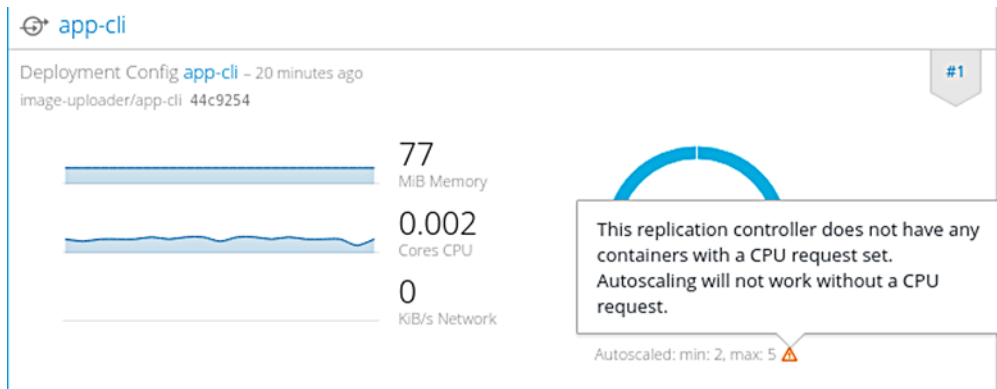 app-cli
Deployment Config app-cli – 20 minutes ago
#1
image-uploader/app-cli 44c9254
77
MiB Memory
0.002
Cores CPU
0
KiB/s Network
This replication controller does not have any
containers with a CPU request set.
Autoscaling will not work without a CPU
request.
Autoscaled: min: 2, max: 5